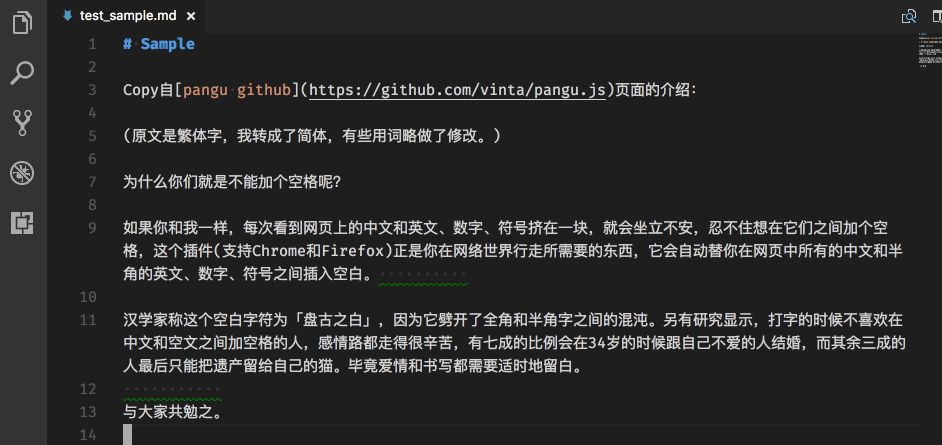 test_sample.md
1 # Sample
2
3 Copy自[pangu github](https://github.com/vinta/pangu.js)页面的介绍：
4
5 (原文是繁体字，我转成了简体，有些用词略做了修改。)
6
7 为什么你们就是不能加个空格呢？
8
9 如果你和我一样，每次看到网页上的中文和英文、数字、符号挤在一块，就会坐立不安，忍不住想在它们之间加个空
格，这个插件(支持Chrome和Firefox)正是你在网络世界行走所需要的东西，它会自动替你在网页中所有的中文和半
角的英文、数字、符号之间插入空白。
10
11 汉学家称这个空白字符为「盘古之白」，因为它劈开了全角和半角字之间的混沌。另有研究显示，打字的时候不喜欢在
中文和空文之间加空格的人，感情路都走得很辛苦，有七成的比例会在34岁的时候跟自己不爱的人结婚，而其余三成的
人最后只能把遗产留给自己的猫。毕竟爱情和书写都需要适时地留白。
12
13 与大家共勉之。
14